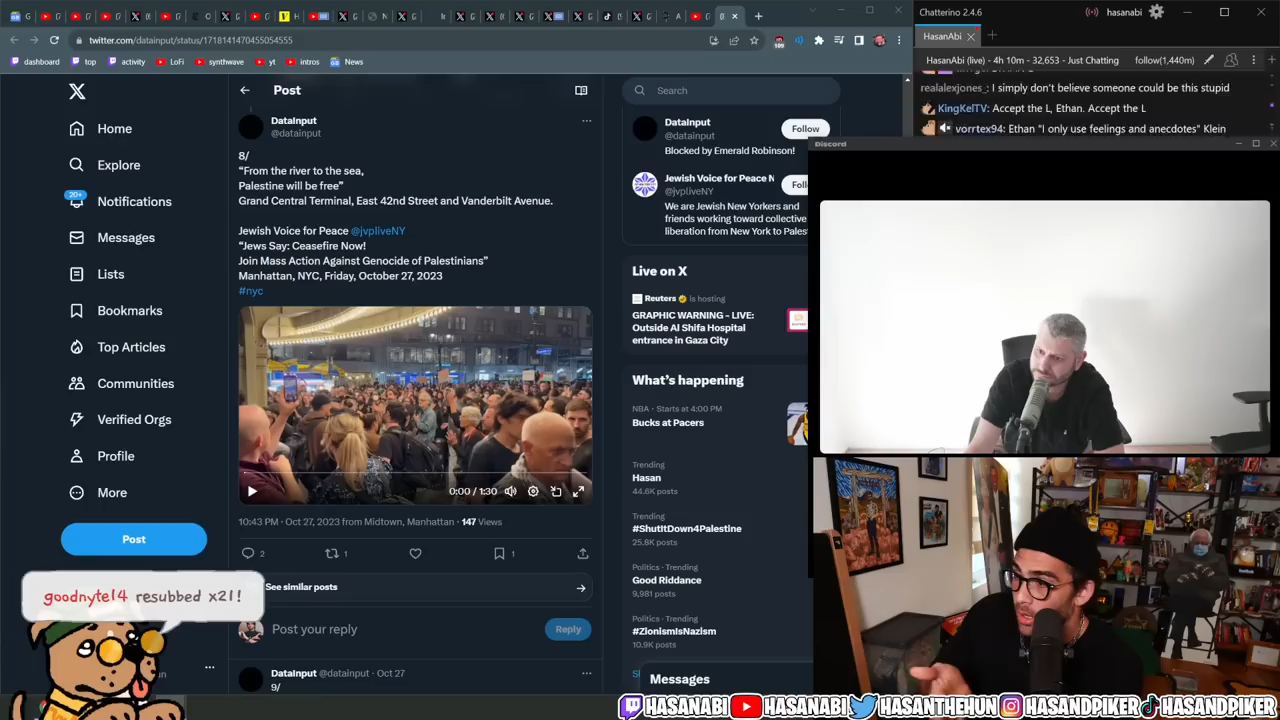 twitter.com/datainput/status/1718141470455054555
dashboard
top
activity
LoFi
synthwave
yt
intros
News
Post
Search
Home
Explore
20+
Notifications
Messages
Lists
Bookmarks
Top Articles
Communities
Verified Orgs
Profile
More
Post
goodnyte14 resubbed x21!
DataInput
@datainput
8/
“From the river to the sea,
Palestine will be free”
Grand Central Terminal, East 42nd Street and Vanderbilt Avenue.
Jewish Voice for Peace @jvpliveNY
“Jews Say: Ceasefire Now!
Join Mass Action Against Genocide of Palestinians”
Manhattan, NYC, Friday, October 27, 2023
#nyc
0:00 / 1:30
10:43 PM · Oct 27, 2023 from Midtown, Manhattan · 147 Views
2
1
1
See similar posts
Post your reply
Reply
DataInput @datainput · Oct 27
9/
DataInput
@datainput
Follow
Blocked by Emerald Robinson!
Jewish Voice for Peace N
@jvpliveNY
We are Jewish New Yorkers and
friends working toward collective
liberation from New York to Pales
Live on X
Reuters is hosting
GRAPHIC WARNING – LIVE:
Outside Al Shifa Hospital
entrance in Gaza City
What’s happening
NBA · Starts at 4:00 PM
Bucks at Pacers
Trending
Hasan
44.6K posts
Trending
#ShutItDown4Palestine
25.8K posts
Politics · Trending
Good Riddance
9,981 posts
Politics · Trending
#ZionismIsNazism
10.9K posts
Messages
Chatterino 2.4.6
hasanabi
HasanAbi
HasanAbi (live) - 4h 10m - 32,653 - Just Chatting
follow(1,440m)
realalexjones_: I simply don't believe someone could be this stupid
KingKelTV: Accept the L, Ethan. Accept the L
vorrtex94: Ethan "I only use feelings and anecdotes" Klein
Discord
HASANABI
HASANABI
HASANTHEHUN
HASANDPIKER
HASANDPIKER